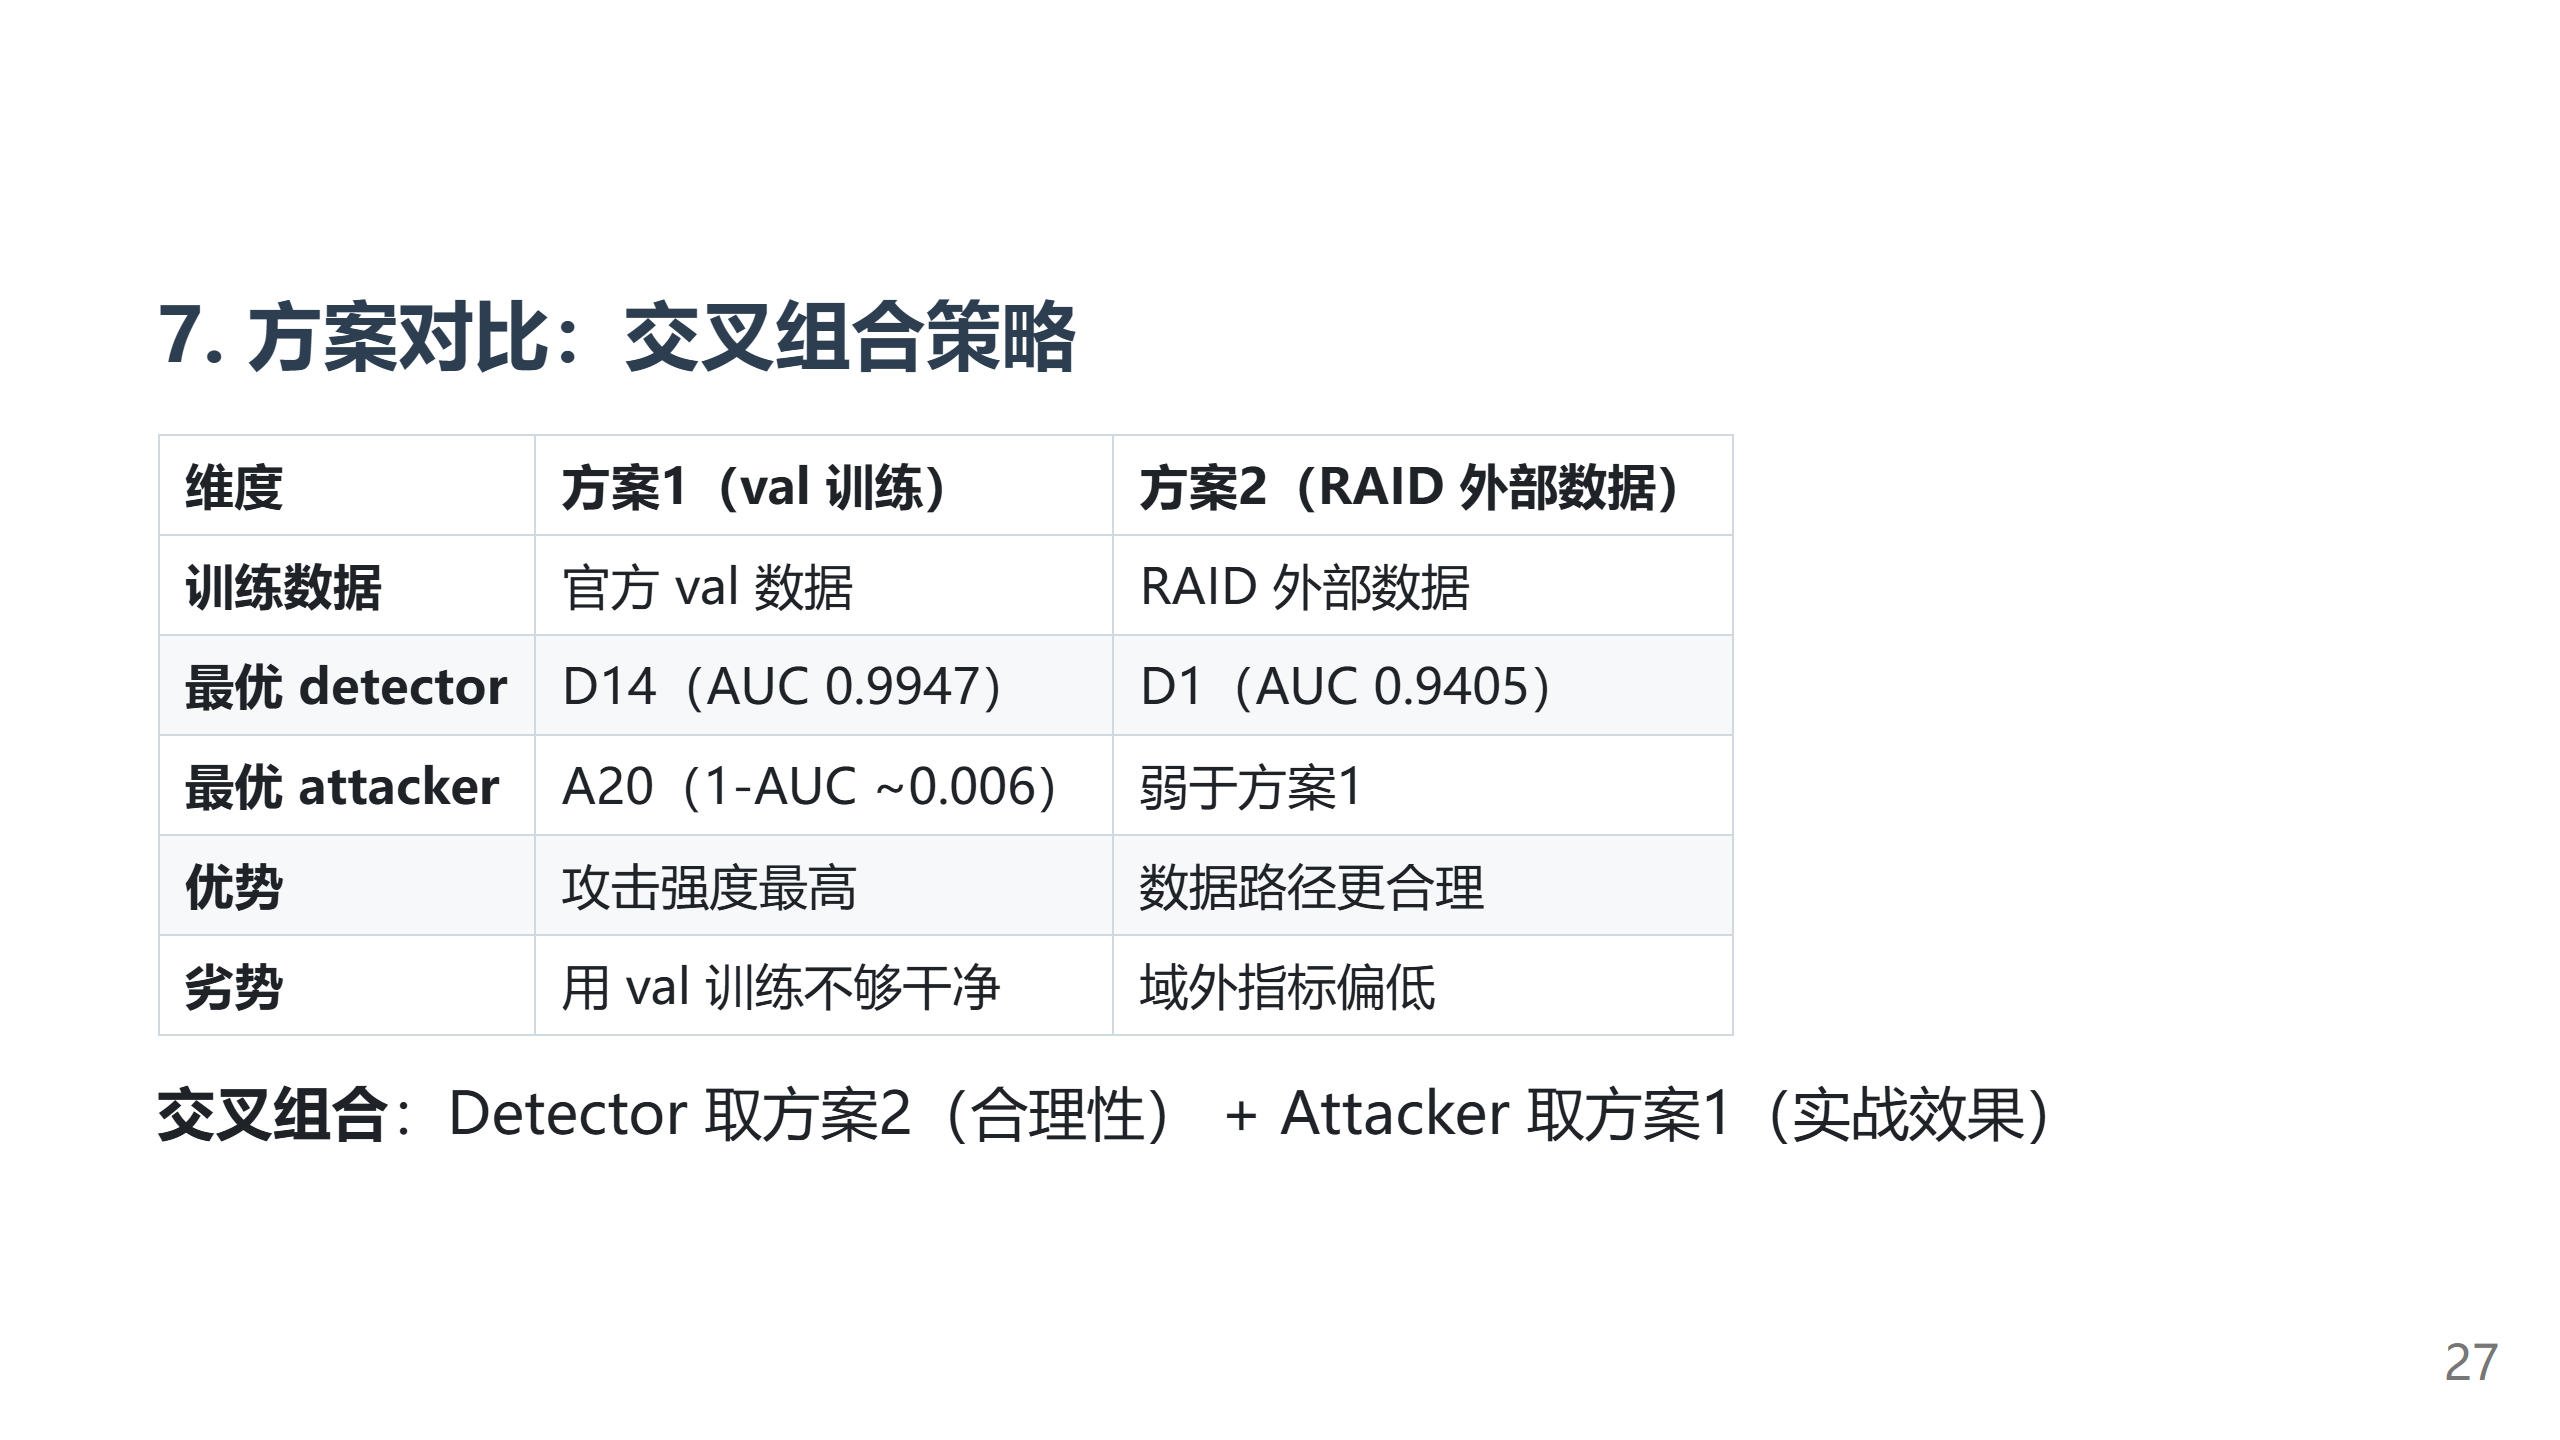 7. 方案对比：交叉组合策略
维度 方案1（val 训练） 方案2（RAID 外部数据）
训练数据 官方 val 数据 RAID 外部数据
最优 detector D14（AUC 0.9947） D1（AUC 0.9405）
最优 attacker A20（1-AUC ~0.006） 弱于方案1
优势 攻击强度最高 数据路径更合理
劣势 用 val 训练不够干净 域外指标偏低
交叉组合：Detector 取方案2（合理性） + Attacker 取方案1（实战效果）
27